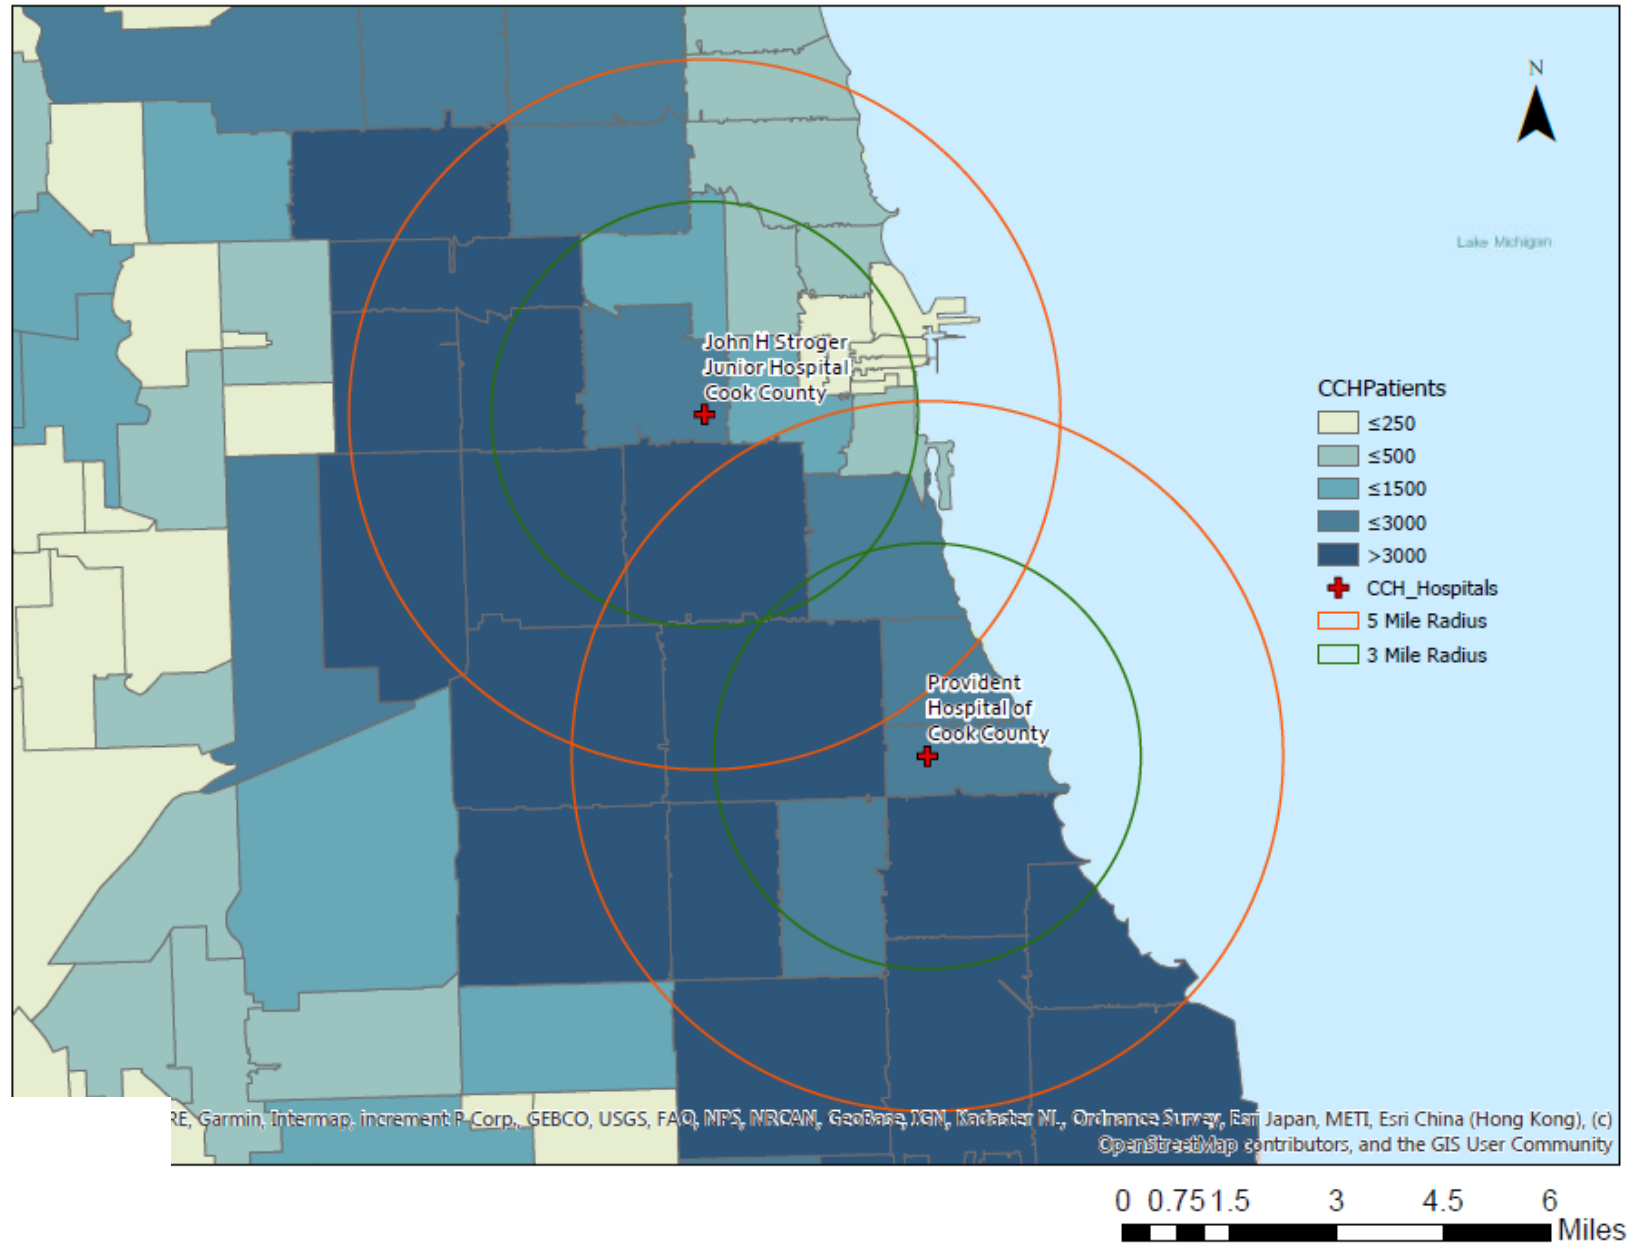 N
Lake Michigan
John H Stroger
Junior Hospital
Cook County
CCHPatients
≤250
≤500
≤1500
≤3000
>3000
CCH_Hospitals
5 Mile Radius
3 Mile Radius
Provident
Hospital of
Cook County
RE, Garmin, Intermap, increment P Corp., GEBCO, USGS, FAO, NPS, NRCAN, GeoBase, IGN, Kadaster NL, Ordnance Survey, Esri Japan, METI, Esri China (Hong Kong), (c)
OpenStreetMap contributors, and the GIS User Community
0 0.75 1.5 3 4.5 6
Miles